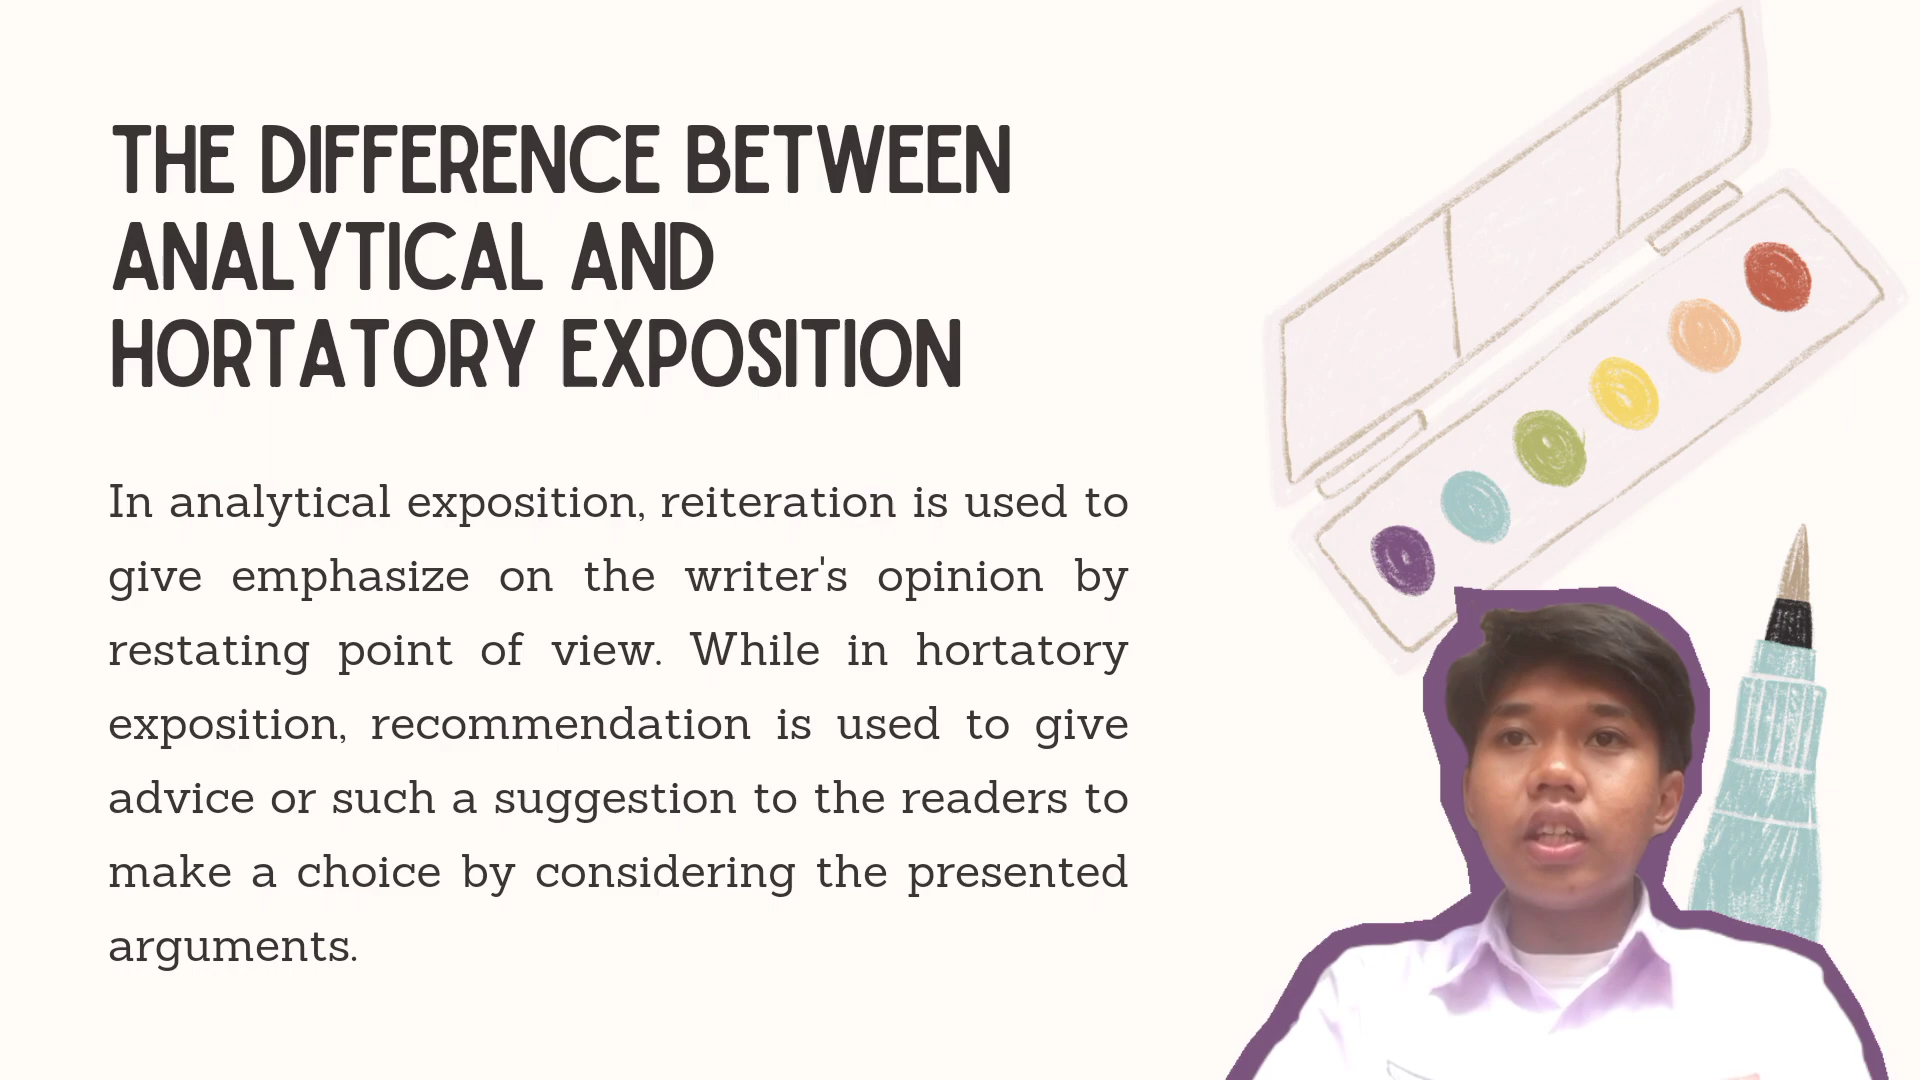 THE DIFFERENCE BETWEEN
ANALYTICAL AND
HORTATORY EXPOSITION
In analytical exposition, reiteration is used to
give emphasize on the writer's opinion by
restating point of view. While in hortatory
exposition, recommendation is used to give
advice or such a suggestion to the readers to
make a choice by considering the presented
arguments.